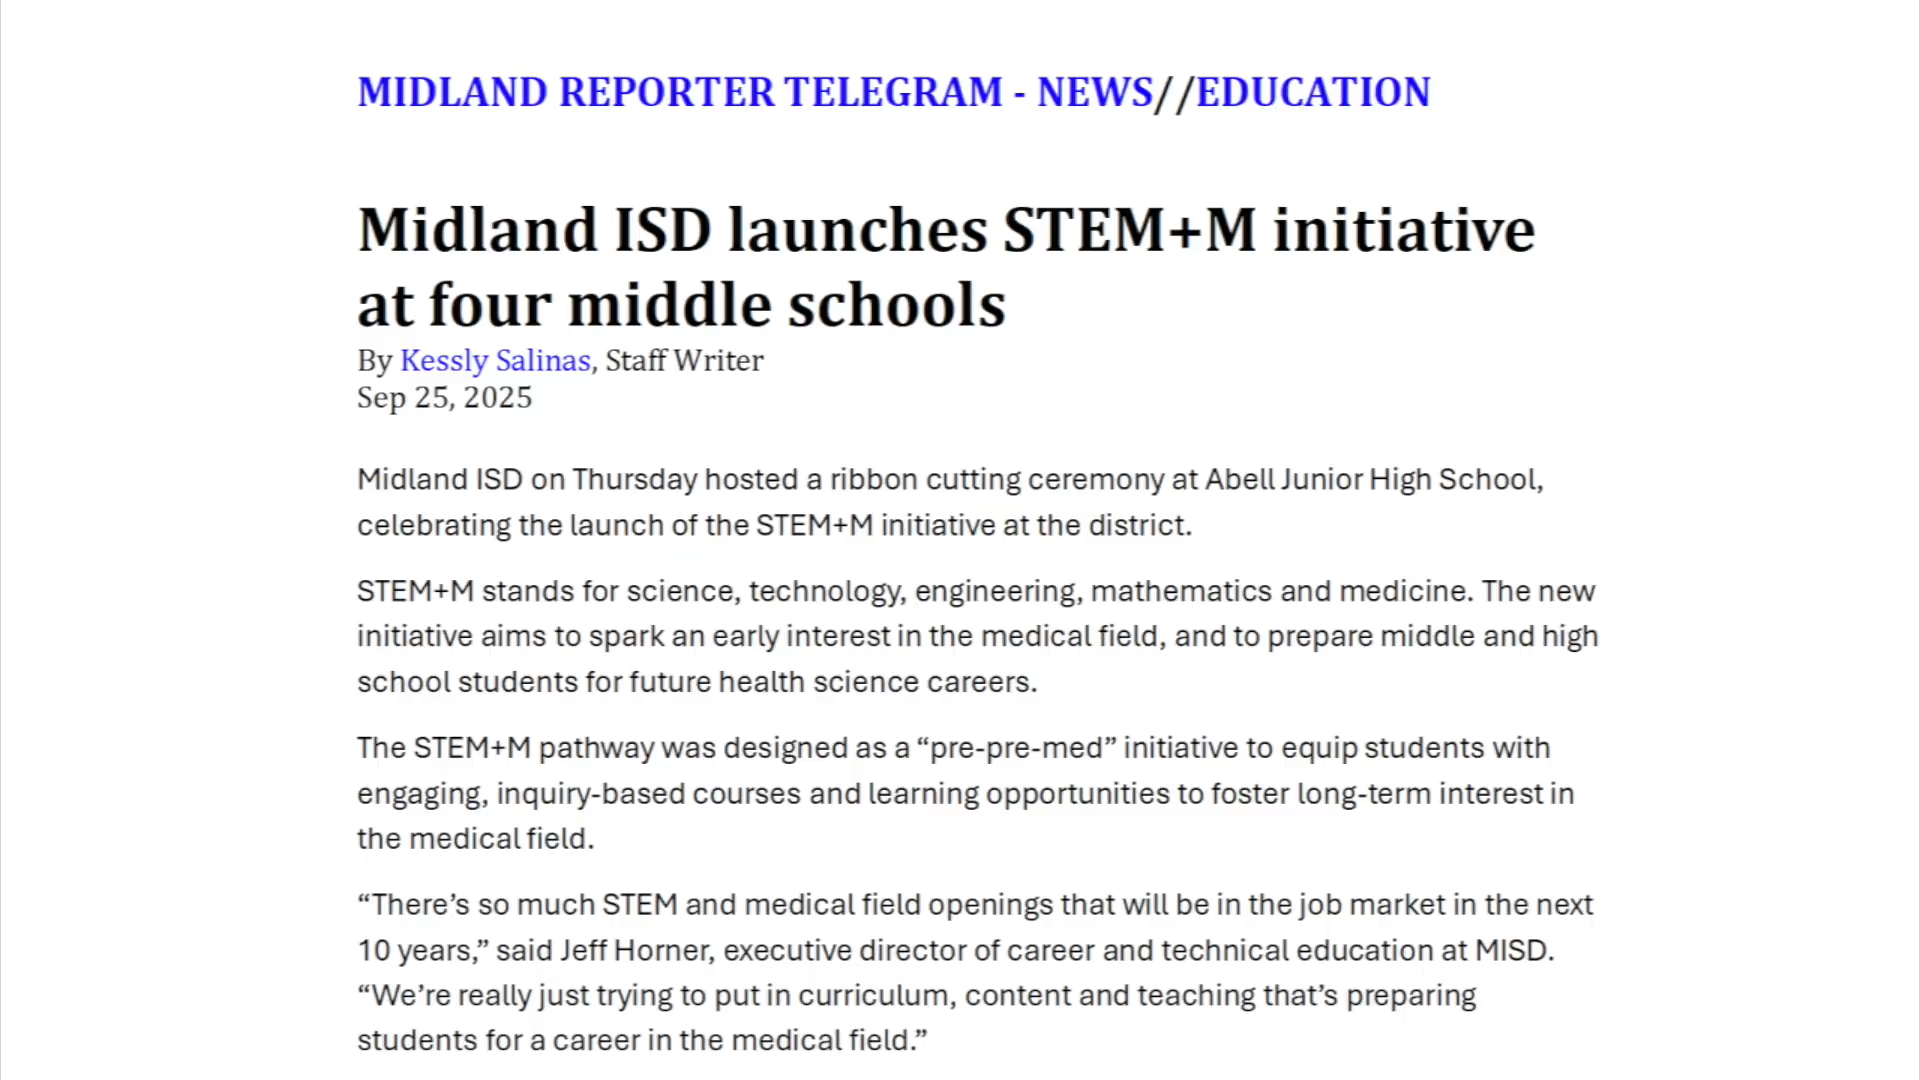 MIDLAND REPORTER TELEGRAM - NEWS//EDUCATION
Midland ISD launches STEM+M initiative
at four middle schools
By Kessly Salinas, Staff Writer
Sep 25, 2025
Midland ISD on Thursday hosted a ribbon cutting ceremony at Abell Junior High School,
celebrating the launch of the STEM+M initiative at the district.
STEM+M stands for science, technology, engineering, mathematics and medicine. The new
initiative aims to spark an early interest in the medical field, and to prepare middle and high
school students for future health science careers.
The STEM+M pathway was designed as a “pre-pre-med” initiative to equip students with
engaging, inquiry-based courses and learning opportunities to foster long-term interest in
the medical field.
“There’s so much STEM and medical field openings that will be in the job market in the next
10 years,” said Jeff Horner, executive director of career and technical education at MISD.
“We’re really just trying to put in curriculum, content and teaching that’s preparing
students for a career in the medical field.”